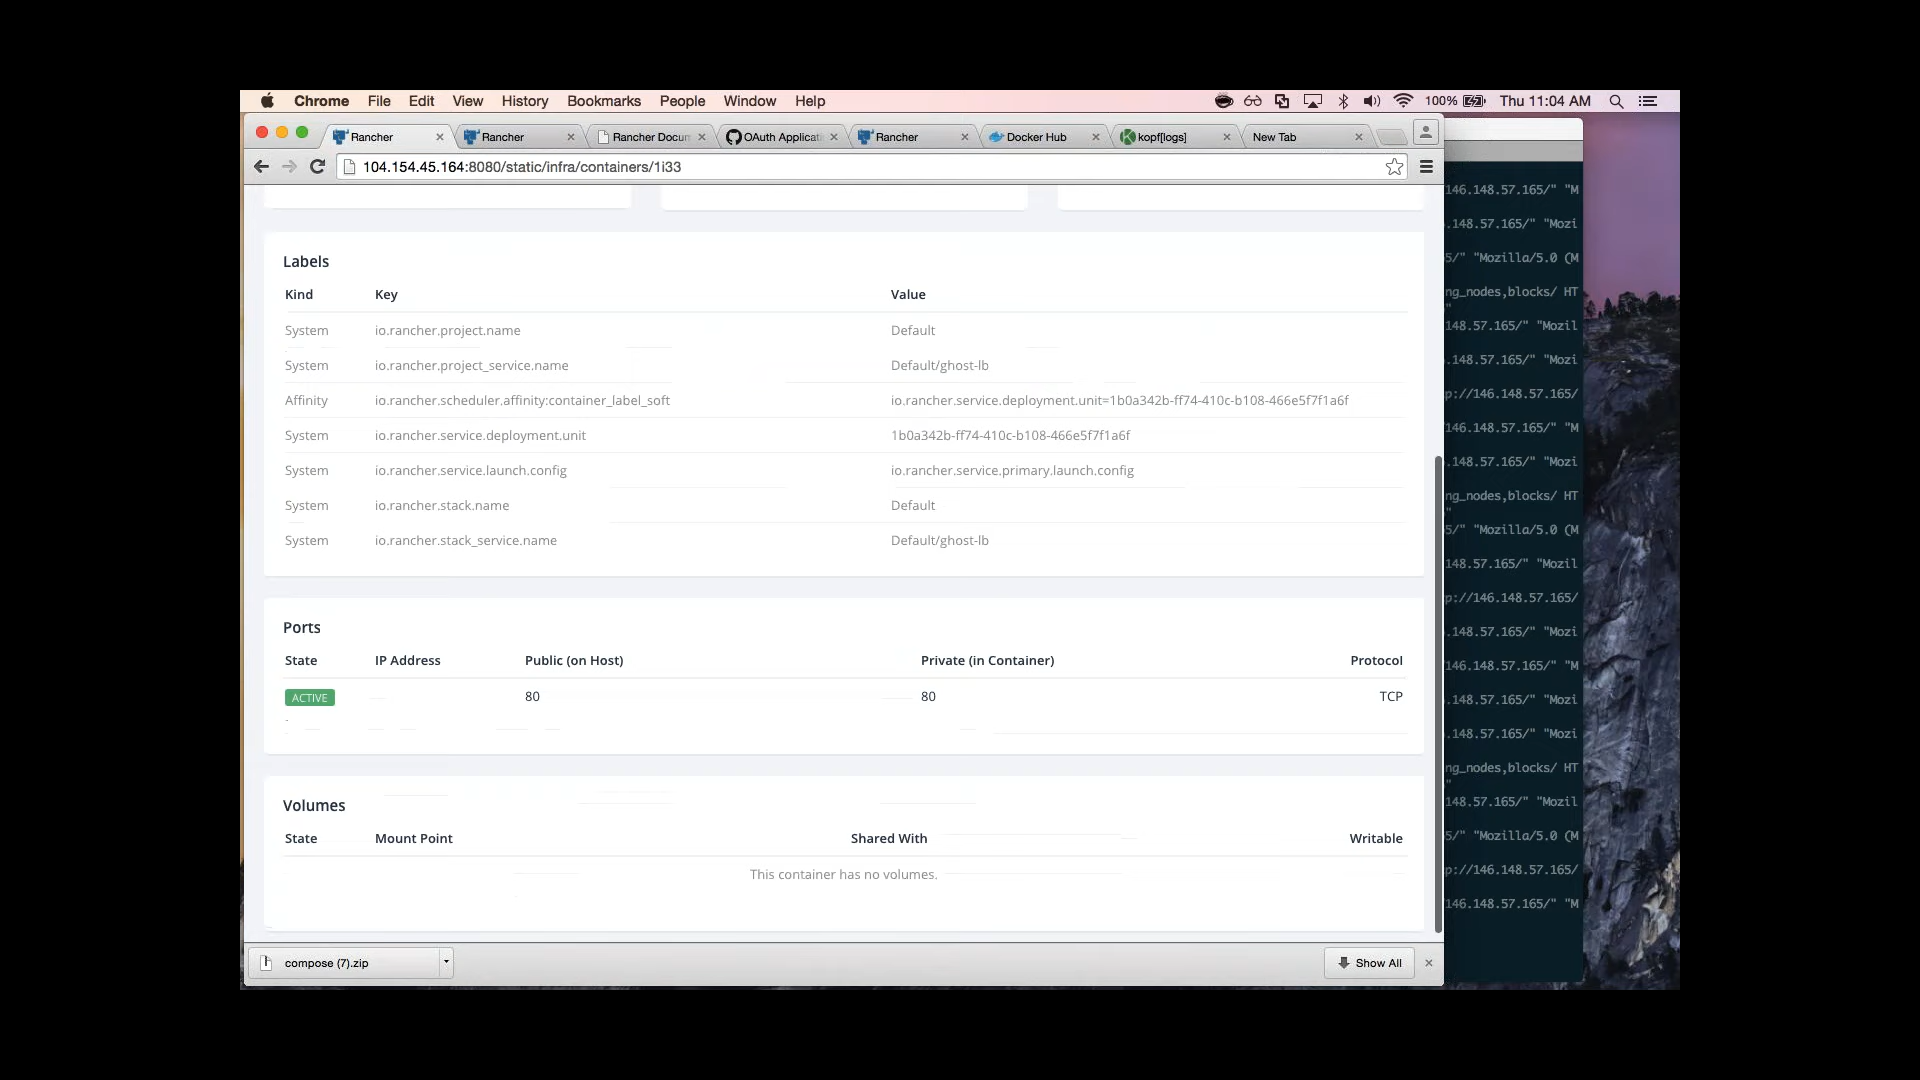 Chrome File Edit View History Bookmarks People Window Help 100% Thu 11:04 AM
Rancher Rancher Rancher Docum OAuth Applicati Rancher Docker Hub kopf[logs] New Tab
104.154.45.164:8080/static/infra/containers/1i33
Labels
Kind Key Value
System io.rancher.project.name Default
System io.rancher.project_service.name Default/ghost-lb
Affinity io.rancher.scheduler.affinity:container_label_soft io.rancher.service.deployment.unit=1b0a342b-ff74-410c-b108-466e5f7f1a6f
System io.rancher.service.deployment.unit 1b0a342b-ff74-410c-b108-466e5f7f1a6f
System io.rancher.service.launch.config io.rancher.service.primary.launch.config
System io.rancher.stack.name Default
System io.rancher.stack_service.name Default/ghost-lb
Ports
State IP Address Public (on Host) Private (in Container) Protocol
ACTIVE 80 80 TCP
Volumes
State Mount Point Shared With Writable
This container has no volumes.
compose (7).zip Show All
146.148.57.165/" "M
.148.57.165/" "Mozi
5/" "Mozilla/5.0 (M
ng_nodes,blocks/ HT
"
148.57.165/" "Mozil
.148.57.165/" "Mozi
p://146.148.57.165/
146.148.57.165/" "M
.148.57.165/" "Mozi
ng_nodes,blocks/ HT
"
5/" "Mozilla/5.0 (M
148.57.165/" "Mozil
p://146.148.57.165/
.148.57.165/" "Mozi
146.148.57.165/" "M
.148.57.165/" "Mozi
.148.57.165/" "Mozi
ng_nodes,blocks/ HT
"
148.57.165/" "Mozil
5/" "Mozilla/5.0 (M
p://146.148.57.165/
146.148.57.165/" "M